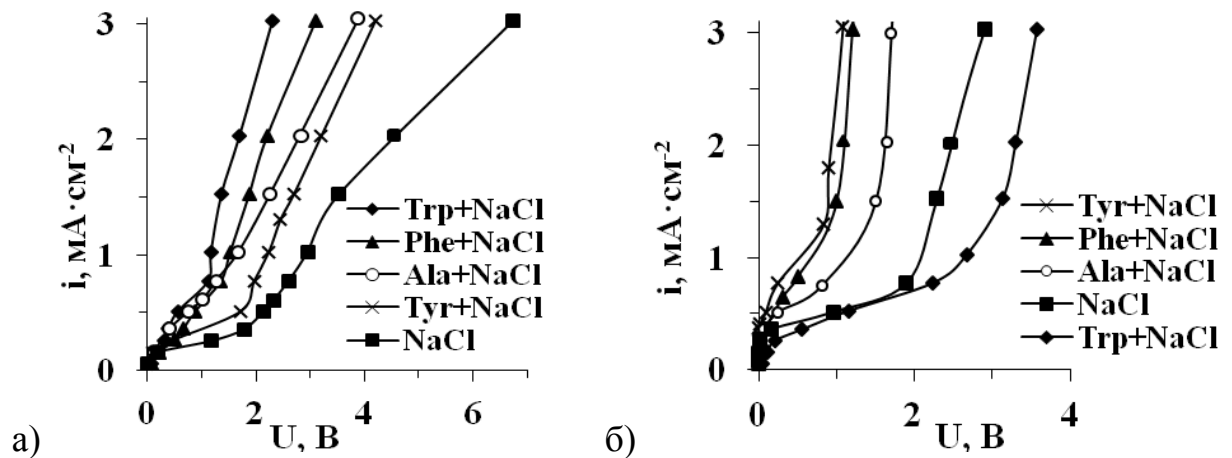 3
2
1
0
i, мА·см-2
Trp+NaCl
Phe+NaCl
Ala+NaCl
Tyr+NaCl
NaCl
0
2
4
6
U, В
а)
3
2
1
0
i, мА·см-2
Tyr+NaCl
Phe+NaCl
Ala+NaCl
NaCl
Trp+NaCl
0
2
4
U, В
б)